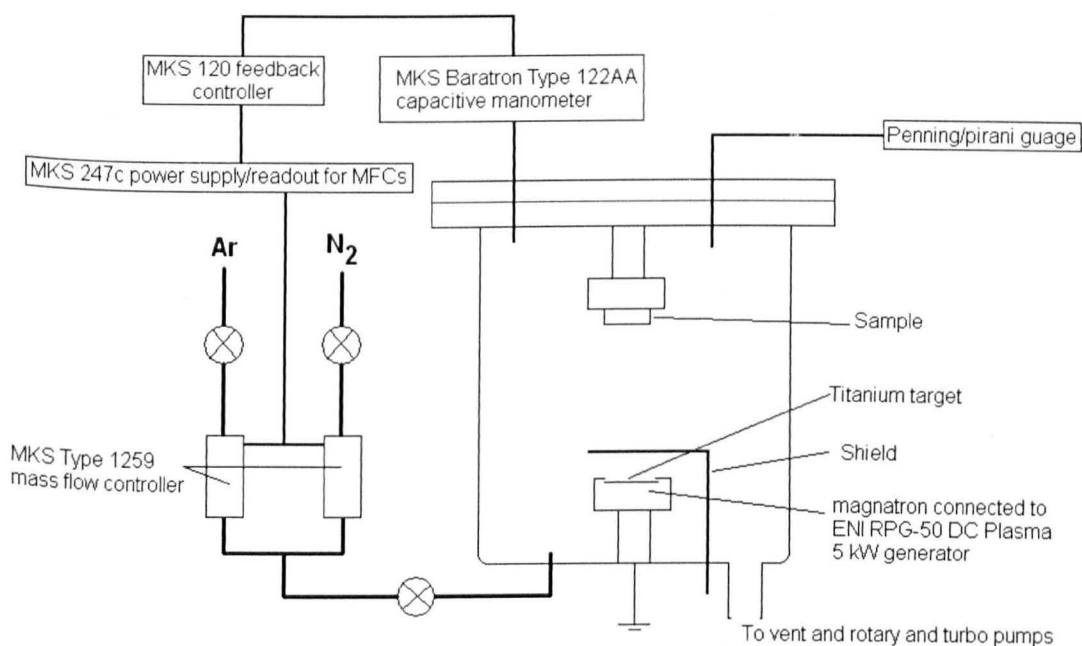 MKS 120 feedback
controller
MKS Baratron Type 122AA
capacitive manometer
Penning/pirani guage
MKS 247c power supply/readout for MFCs
Ar
N2
Sample
Titanium target
Shield
MKS Type 1259
mass flow controller
magnatron connected to
ENI RPG-50 DC Plasma
5 kW generator
To vent and rotary and turbo pumps